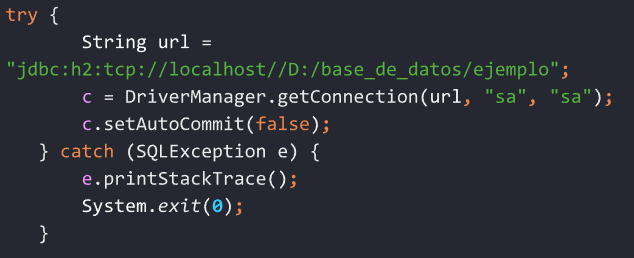 try {
String url =
"jdbc:h2:tcp://localhost//D:/base_de_datos/ejemplo";
c = DriverManager.getConnection(url, "sa", "sa");
c.setAutoCommit(false);
} catch (SQLException e) {
e.printStackTrace();
System.exit(0);
}